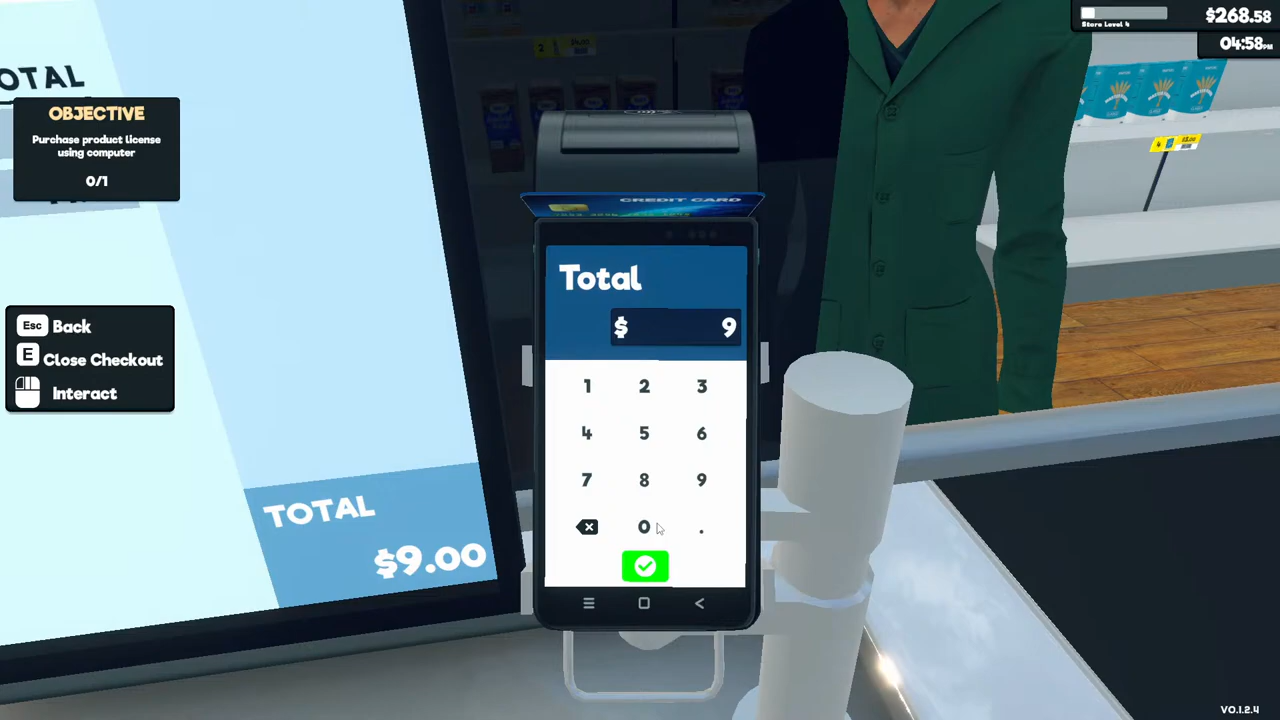 $268.58
Store Level 4
04:58PM
OTAL
OBJECTIVE
Purchase product license
using computer
0/1
Esc Back
E Close Checkout
Interact
CREDIT CARD
Total
$ 9
1 2 3
4 5 6
7 8 9
0 .
TOTAL
$9.00
V0.1.2.4